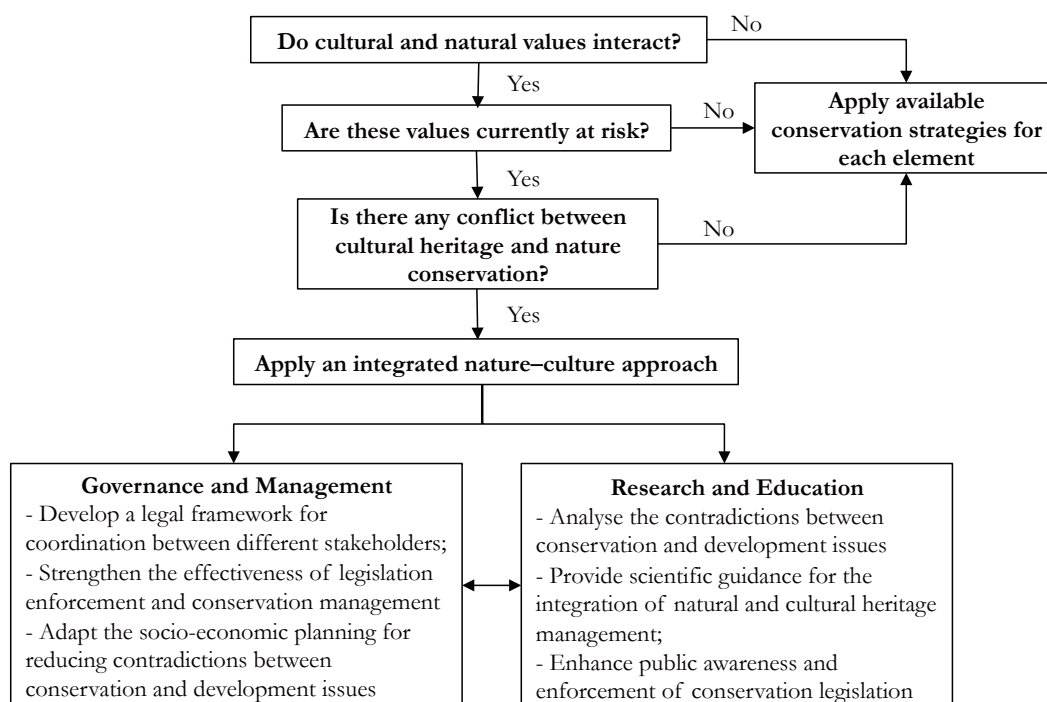 Do cultural and natural values interact?
No
Yes
Are these values currently at risk?
No
Apply available
conservation strategies for
each element
Yes
Is there any conflict between
cultural heritage and nature
conservation?
No
Yes
Apply an integrated nature–culture approach
Governance and Management
- Develop a legal framework for
coordination between different stakeholders;
- Strengthen the effectiveness of legislation
enforcement and conservation management
- Adapt the socio-economic planning for
reducing contradictions between
conservation and development issues
Research and Education
- Analyse the contradictions between
conservation and development issues
- Provide scientific guidance for the
integration of natural and cultural heritage
management;
- Enhance public awareness and
enforcement of conservation legislation